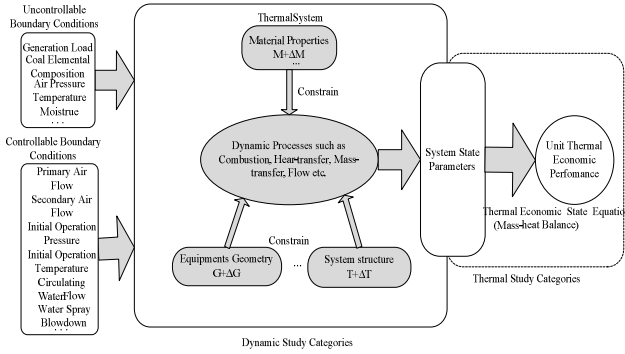 Uncontrollable
Boundary Conditions
Generation Load
Coal Elemental
Composition
Air Pressure
Temperature
Moistrue
...
Controllable Boundary
Conditions
Primary Air
Flow
Secondary Air
Flow
Initial Operation
Pressure
Initial Operation
Temperature
Circulating
WaterFlow
Water Spray
Blowdown
...
ThermalSystem
Material Properties
M+ΔM
...
Constrain
Dynamic Processes such as
Combustion, Heat-transfer, Mass-
transfer, Flow etc.
Constrain
Equipments Geometry
G+ΔG
...
System structure
T+ΔT
Dynamic Study Categories
System State
Parameters
Unit Thermal
Economic
Perfomance
Thermal Economic State Equatio
(Mass-heat Balance)
Thermal Study Categories